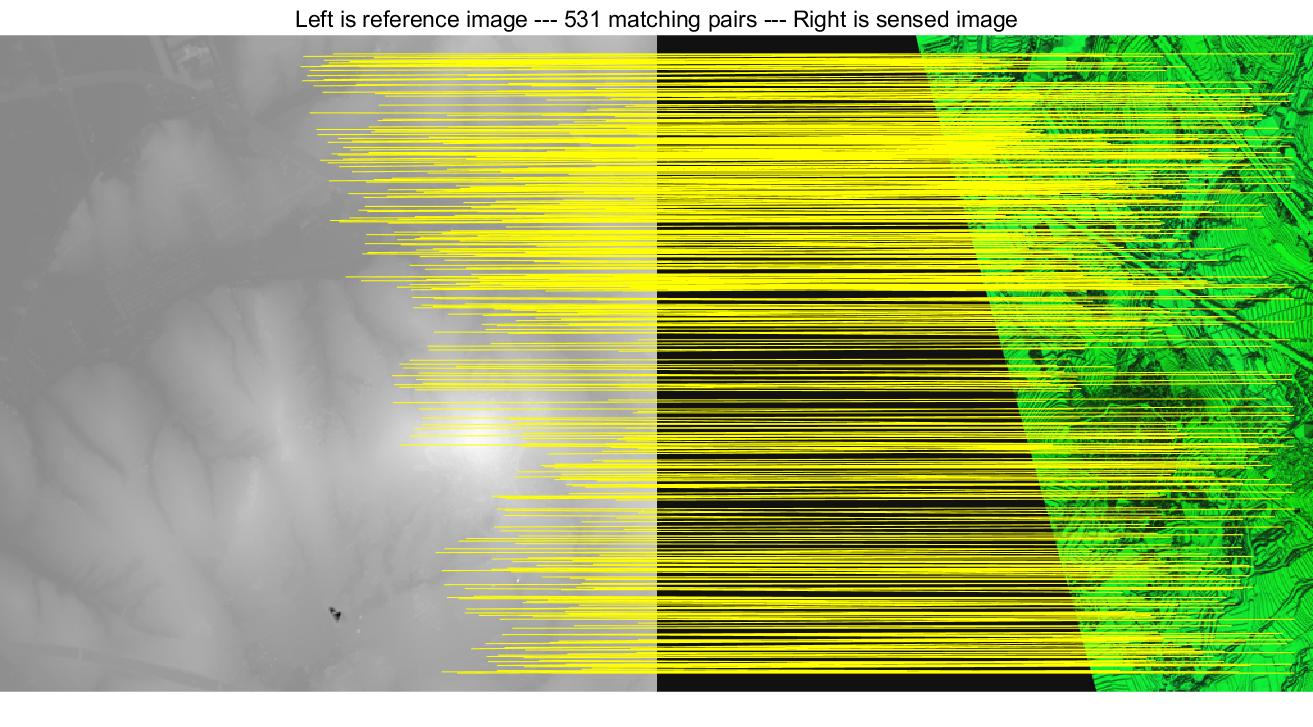 Left is reference image --- 531 matching pairs --- Right is sensed image